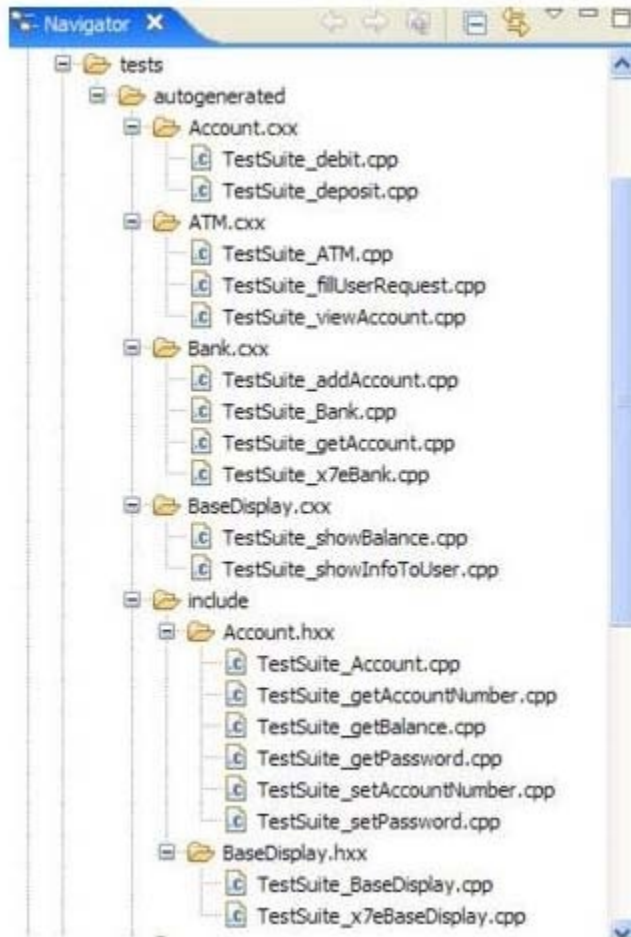 Navigator
tests
autogenerated
Account.cxx
TestSuite_debit.cpp
TestSuite_deposit.cpp
ATM.cxx
TestSuite_ATM.cpp
TestSuite_fillUserRequest.cpp
TestSuite_viewAccount.cpp
Bank.cxx
TestSuite_addAccount.cpp
TestSuite_Bank.cpp
TestSuite_getAccount.cpp
TestSuite_x7eBank.cpp
BaseDisplay.cxx
TestSuite_showBalance.cpp
TestSuite_showInfoToUser.cpp
include
Account.hxx
TestSuite_Account.cpp
TestSuite_getAccountNumber.cpp
TestSuite_getBalance.cpp
TestSuite_getPassword.cpp
TestSuite_setAccountNumber.cpp
TestSuite_setPassword.cpp
BaseDisplay.hxx
TestSuite_BaseDisplay.cpp
TestSuite_x7eBaseDisplay.cpp